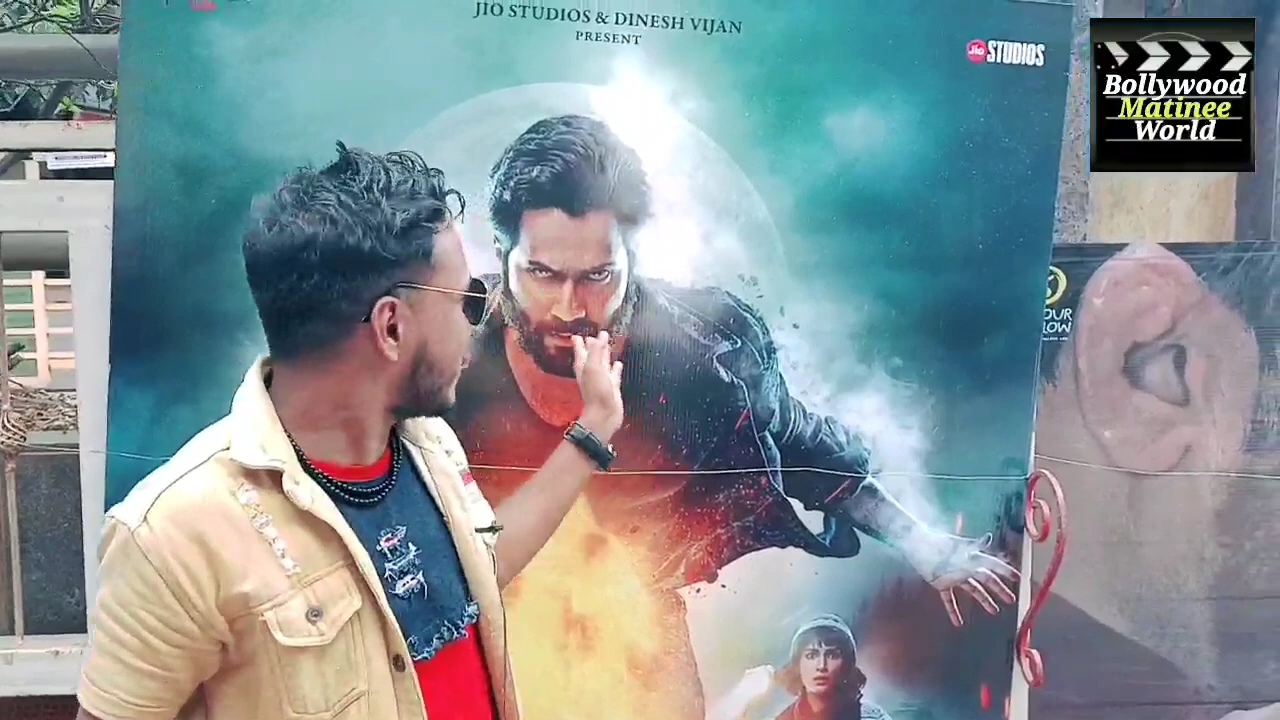 JIO STUDIOS & DINESH VIJAN
PRESENT
Jio STUDIOS
Bollywood
Matinee
World
OUR
LOW